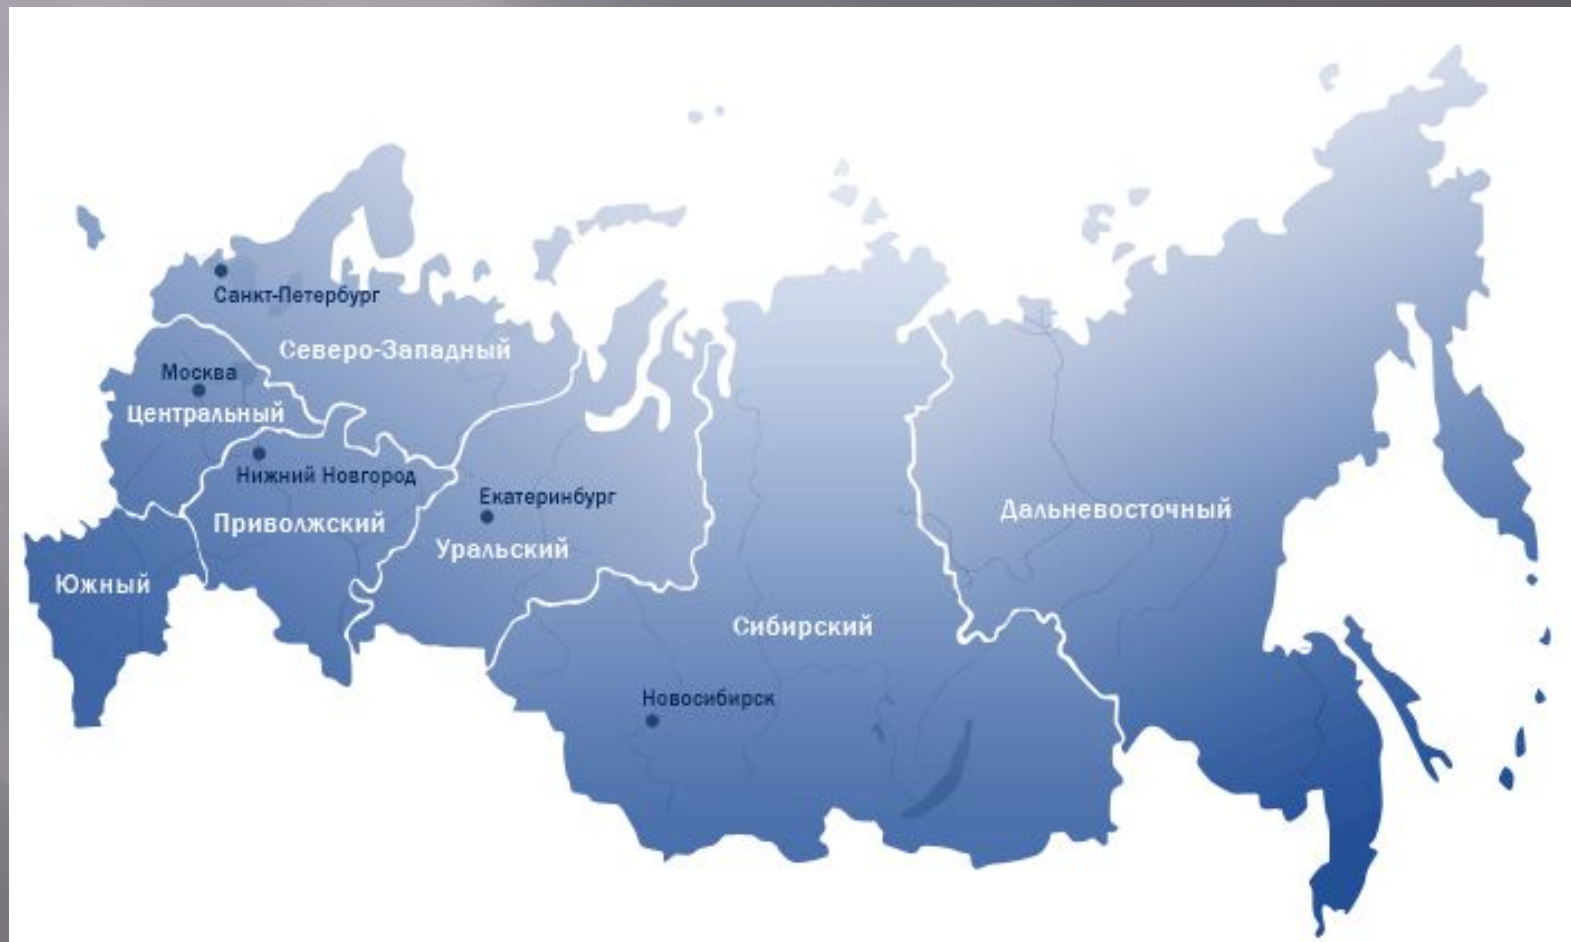 Санкт-Петербург
Северо-Западный
Москва
Центральный
Нижний Новгород
Екатеринбург
Приволжский
Дальневосточный
Уральский
Южный
Сибирский
Новосибирск